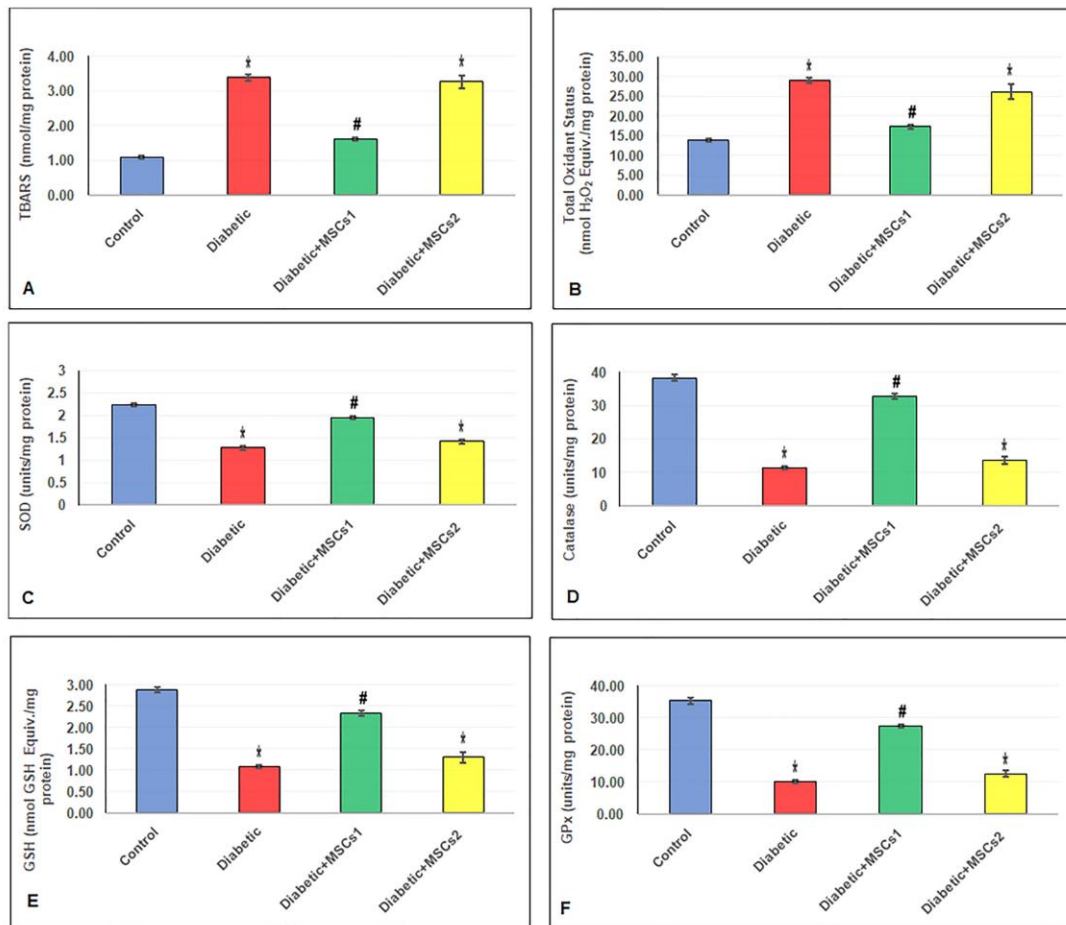 TBARS (nmol/mg protein)
4.00
3.00
2.00
1.00
0.00
*
#
*
Control
Diabetic
Diabetic+MSCs1
Diabetic+MSCs2
A
Total Oxidant Status
(nmol H₂O₂ Equiv./mg protein)
35.00
30.00
25.00
20.00
15.00
10.00
5.00
0.00
*
#
*
Control
Diabetic
Diabetic+MSCs1
Diabetic+MSCs2
B
SOD (units/mg protein)
3
2.5
2
1.5
1
0.5
0
*
#
*
Control
Diabetic
Diabetic+MSCs1
Diabetic+MSCs2
C
Catalase (units/mg protein)
40
30
20
10
0
*
#
*
Control
Diabetic
Diabetic+MSCs1
Diabetic+MSCs2
D
GSH (nmol GSH Equiv./mg
protein)
3.00
2.50
2.00
1.50
1.00
0.50
0.00
*
#
*
Control
Diabetic
Diabetic+MSCs1
Diabetic+MSCs2
E
GPx (units/mg protein)
40.00
30.00
20.00
10.00
0.00
*
#
*
Control
Diabetic
Diabetic+MSCs1
Diabetic+MSCs2
F